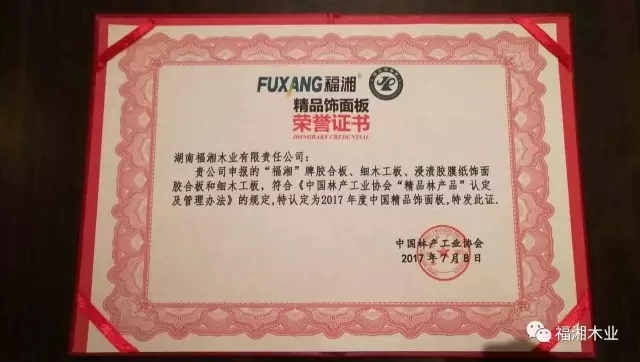 FUXIANG福湘®
精品饰面板
荣誉证书
HONORARY CREDENTIAL
湖南福湘木业有限责任公司：
贵公司申报的“福湘”牌胶合板、细木工板、浸渍胶膜纸饰面
胶合板和细木工板，符合《中国林产工业协会“精品林产品”认定
及管理办法》的规定，特认定为2017年度中国精品饰面板，特发此证.
中国林产工业协会
2017年7月8日
福湘木业